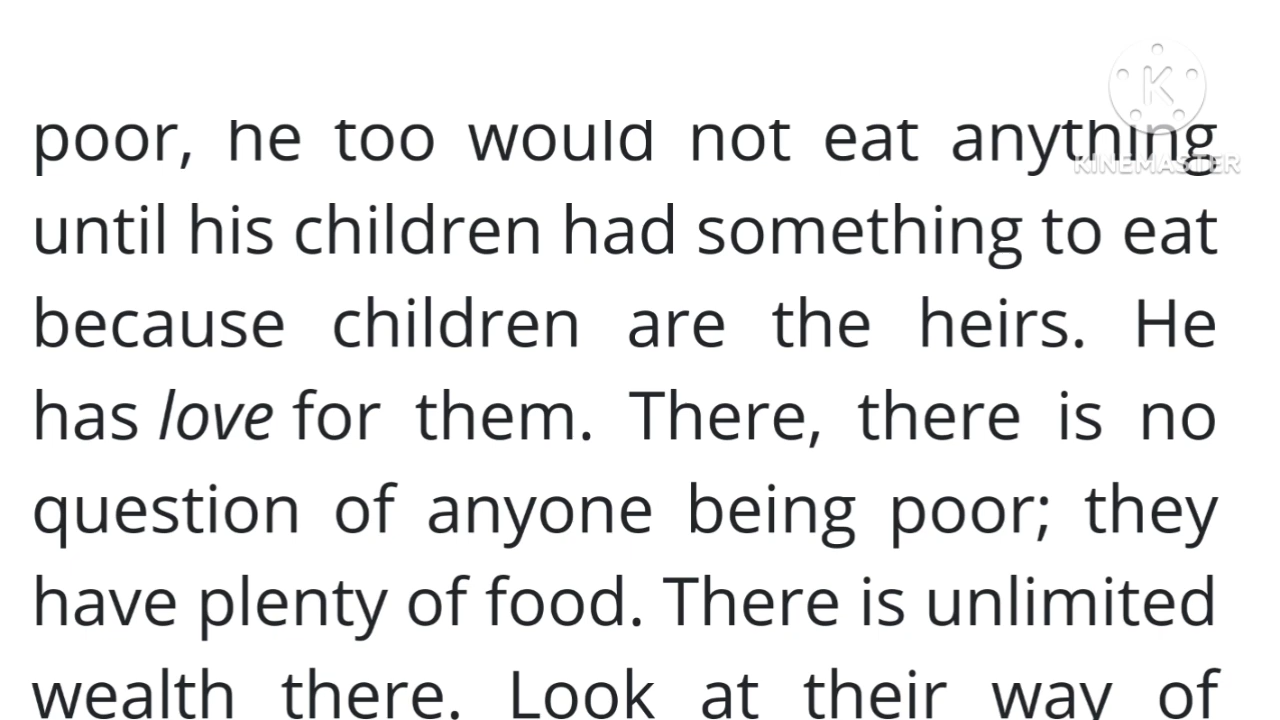 poor, he too would not eat anything
KINEMASTER
until his children had something to eat
because children are the heirs. He
has love for them. There, there is no
question of anyone being poor; they
have plenty of food. There is unlimited
wealth there. Look at their way of